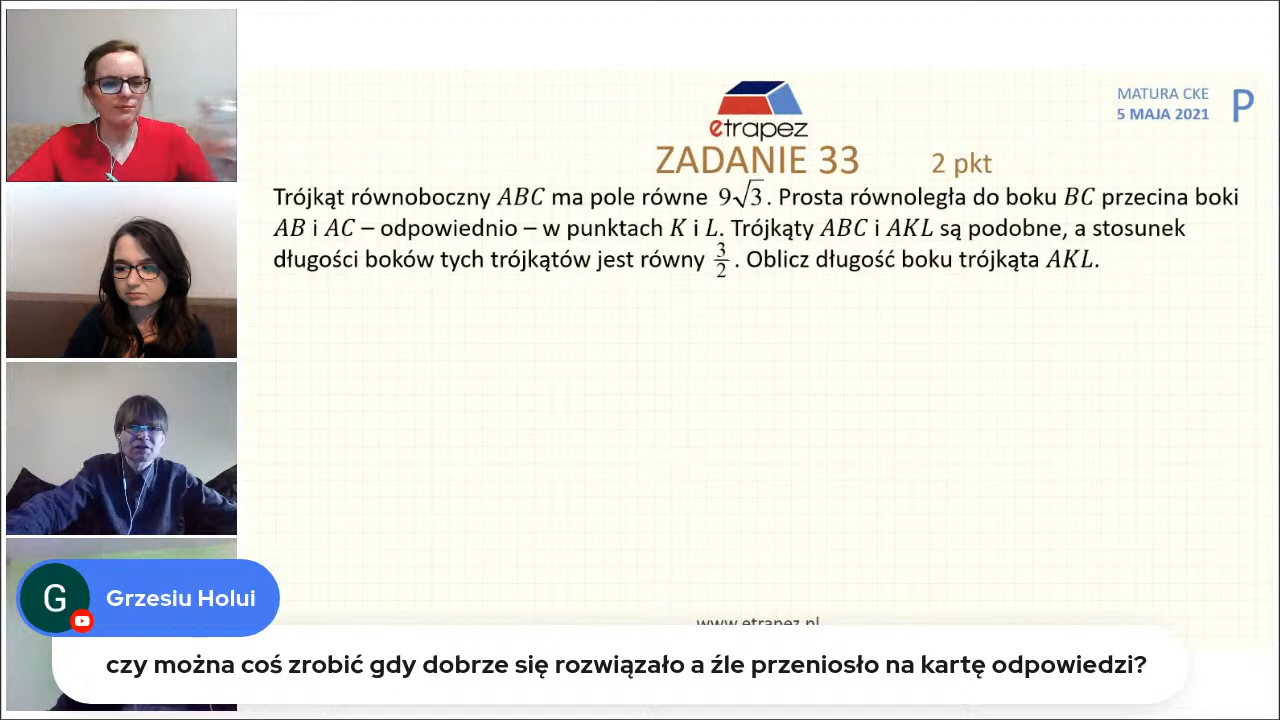 etrapez
MATURA CKE
5 MAJA 2021
P
ZADANIE 33 2 pkt
Trójkąt równoboczny ABC ma pole równe 9√3. Prosta równoległa do boku BC przecina boki
AB i AC – odpowiednio – w punktach K i L. Trójkąty ABC i AKL są podobne, a stosunek
długości boków tych trójkątów jest równy 3/2. Oblicz długość boku trójkąta AKL.
G
Grzesiu Holui
www.etrapez.pl
czy można coś zrobić gdy dobrze się rozwiązało a źle przeniosło na kartę odpowiedzi?